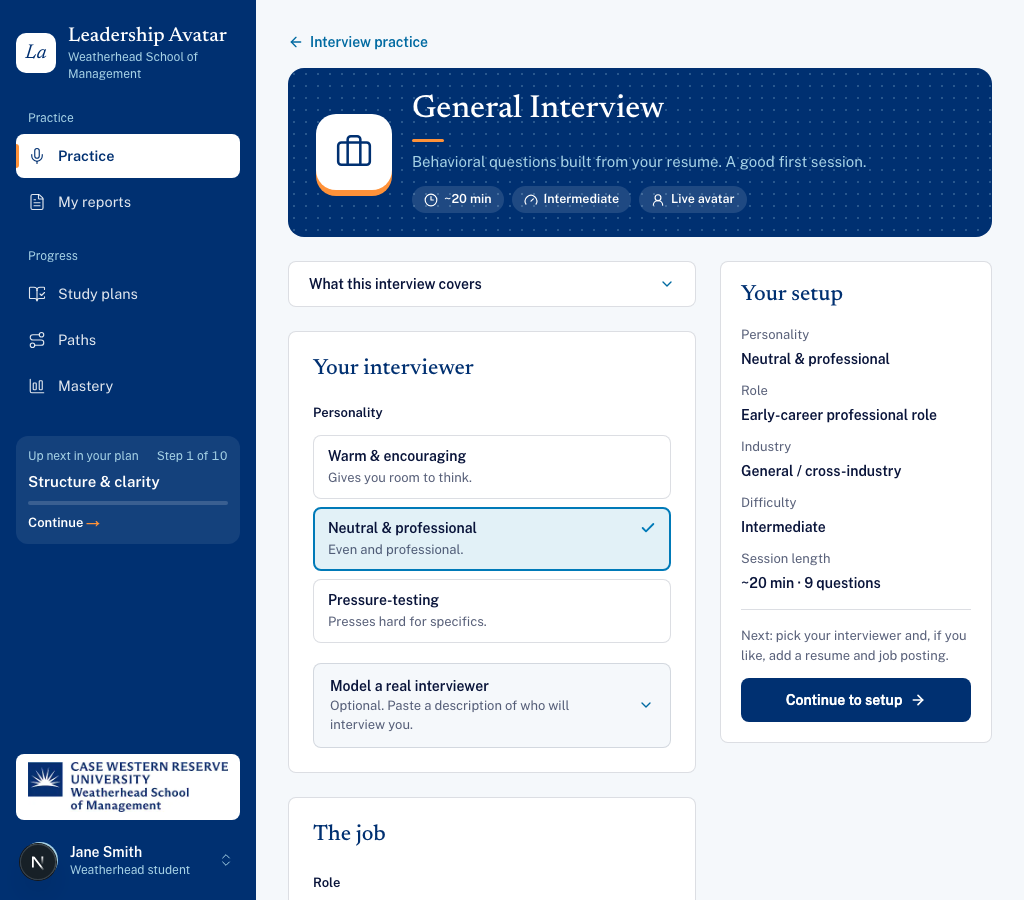 La
Leadership Avatar
Weatherhead School of
Management
Practice
Practice
My reports
Progress
Study plans
Paths
Mastery
Up next in your plan Step 1 of 10
Structure & clarity
Continue →
CASE WESTERN RESERVE
UNIVERSITY
Weatherhead School
of Management
N
Jane Smith
Weatherhead student
← Interview practice
General Interview
Behavioral questions built from your resume. A good first session.
~20 min
Intermediate
Live avatar
What this interview covers
Your interviewer
Personality
Warm & encouraging
Gives you room to think.
Neutral & professional
Even and professional.
Pressure-testing
Presses hard for specifics.
Model a real interviewer
Optional. Paste a description of who will
interview you.
The job
Role
Your setup
Personality
Neutral & professional
Role
Early-career professional role
Industry
General / cross-industry
Difficulty
Intermediate
Session length
~20 min · 9 questions
Next: pick your interviewer and, if you
like, add a resume and job posting.
Continue to setup →